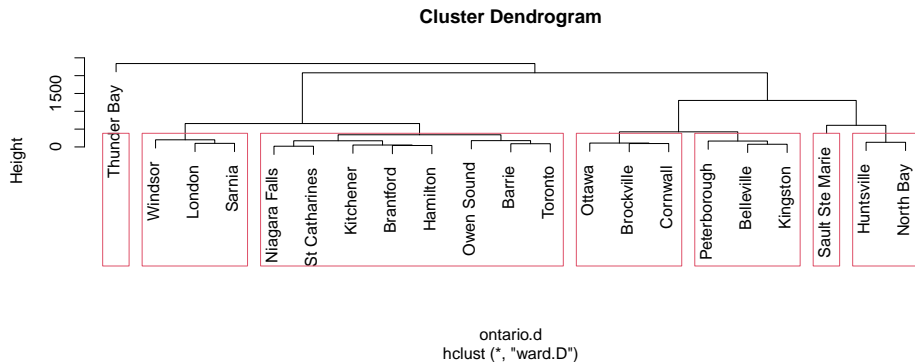 Cluster Dendrogram
Height
0
1500
Thunder Bay
Windsor
London
Sarnia
Niagara Falls
St Catharines
Kitchener
Brantford
Hamilton
Owen Sound
Barrie
Toronto
Ottawa
Brockville
Cornwall
Peterborough
Belleville
Kingston
Sault Ste Marie
Huntsville
North Bay
ontario.d
hclust (*, "ward.D")